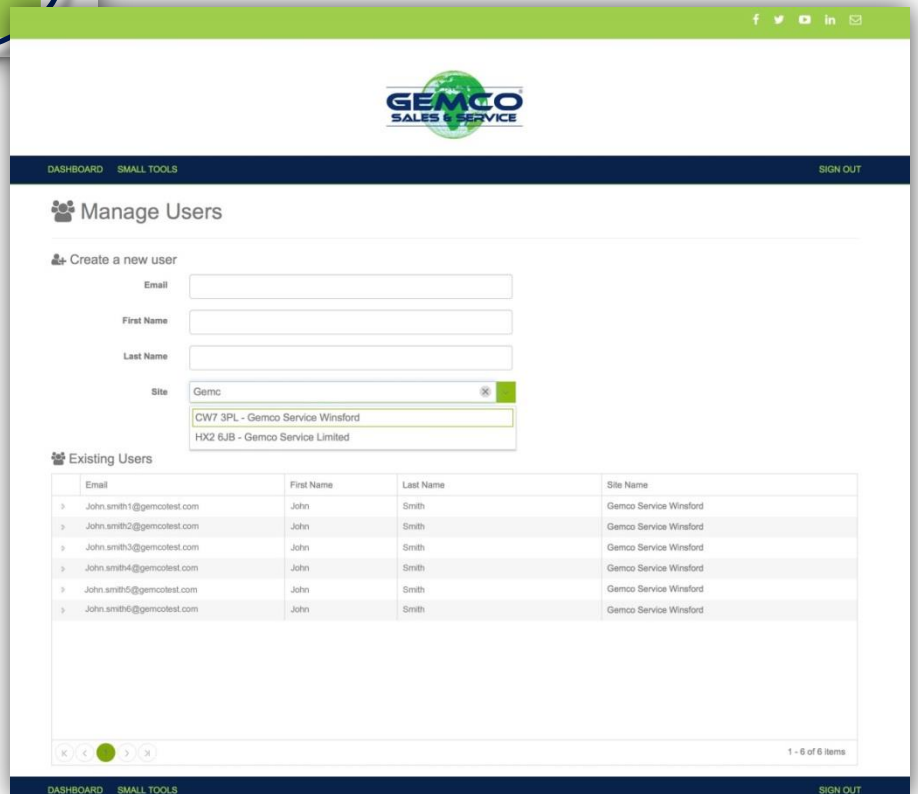 GEMCO
SALES & SERVICE
DASHBOARD SMALL TOOLS SIGN OUT
Manage Users
Create a new user
Email
First Name
Last Name
Site Gemc
CW7 3PL - Gemco Service Winsford
HX2 6JB - Gemco Service Limited
Existing Users
Email First Name Last Name Site Name
John.smith1@gemcotest.com John Smith Gemco Service Winsford
John.smith2@gemcotest.com John Smith Gemco Service Winsford
John.smith3@gemcotest.com John Smith Gemco Service Winsford
John.smith4@gemcotest.com John Smith Gemco Service Winsford
John.smith5@gemcotest.com John Smith Gemco Service Winsford
John.smith6@gemcotest.com John Smith Gemco Service Winsford
1 - 6 of 6 items
DASHBOARD SMALL TOOLS SIGN OUT